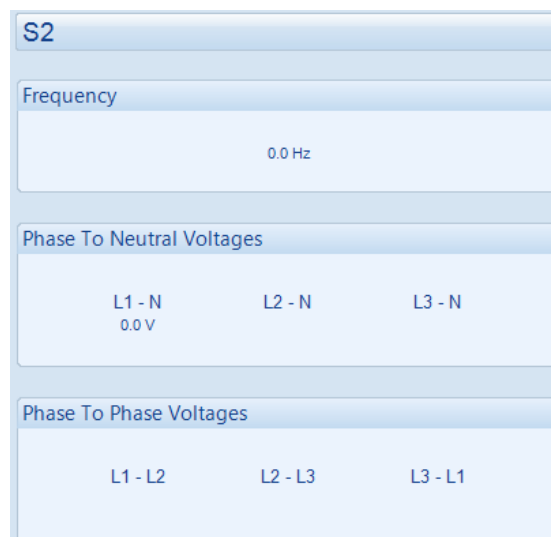 S2
Frequency
0.0 Hz
Phase To Neutral Voltages
L1 - N L2 - N L3 - N
0.0 V
Phase To Phase Voltages
L1 - L2 L2 - L3 L3 - L1